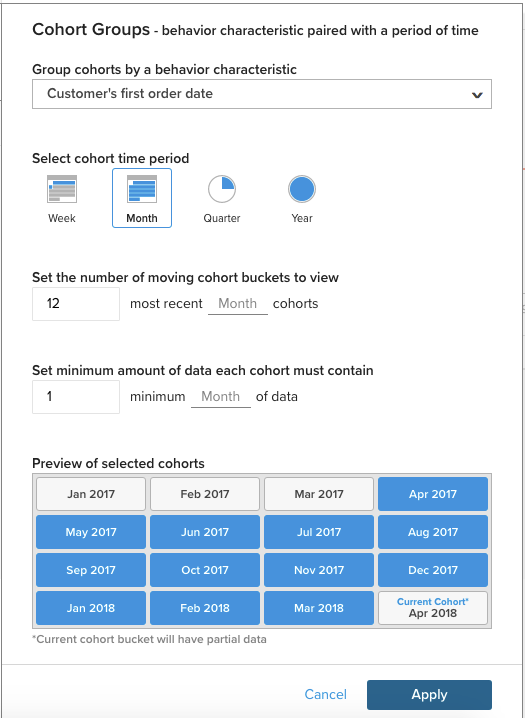 Cohort Groups - behavior characteristic paired with a period of time
Group cohorts by a behavior characteristic
Customer's first order date
Select cohort time period
Week Month Quarter Year
Set the number of moving cohort buckets to view
12 most recent Month cohorts
Set minimum amount of data each cohort must contain
1 minimum Month of data
Preview of selected cohorts
Jan 2017 Feb 2017 Mar 2017 Apr 2017
May 2017 Jun 2017 Jul 2017 Aug 2017
Sep 2017 Oct 2017 Nov 2017 Dec 2017
Jan 2018 Feb 2018 Mar 2018 Current Cohort*
Apr 2018
*Current cohort bucket will have partial data
Cancel Apply